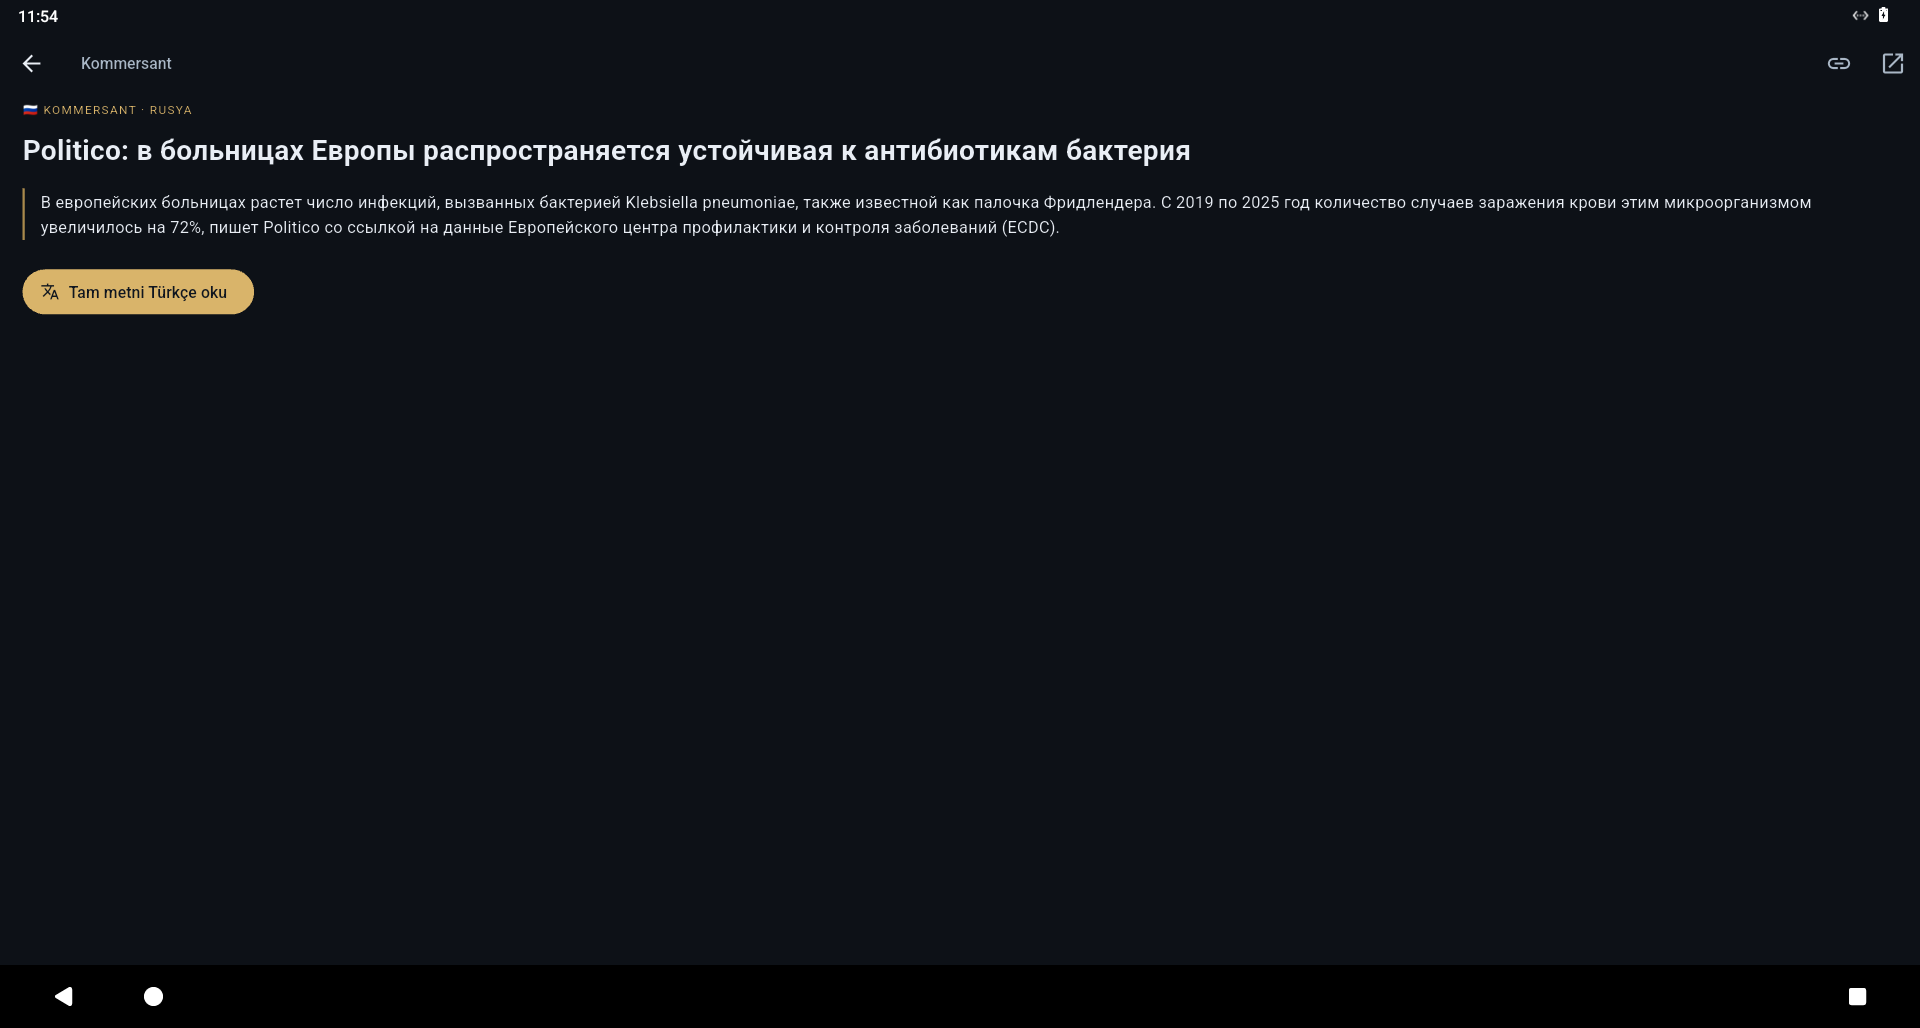 11:54
Kommersant
KOMMERSANT · RUSYA
Politico: в больницах Европы распространяется устойчивая к антибиотикам бактерия
В европейских больницах растет число инфекций, вызванных бактерией Klebsiella pneumoniae, также известной как палочка Фридлендера. С 2019 по 2025 год количество случаев заражения крови этим микроорганизмом
увеличилось на 72%, пишет Politico со ссылкой на данные Европейского центра профилактики и контроля заболеваний (ECDC).
Tam metni Türkçe oku